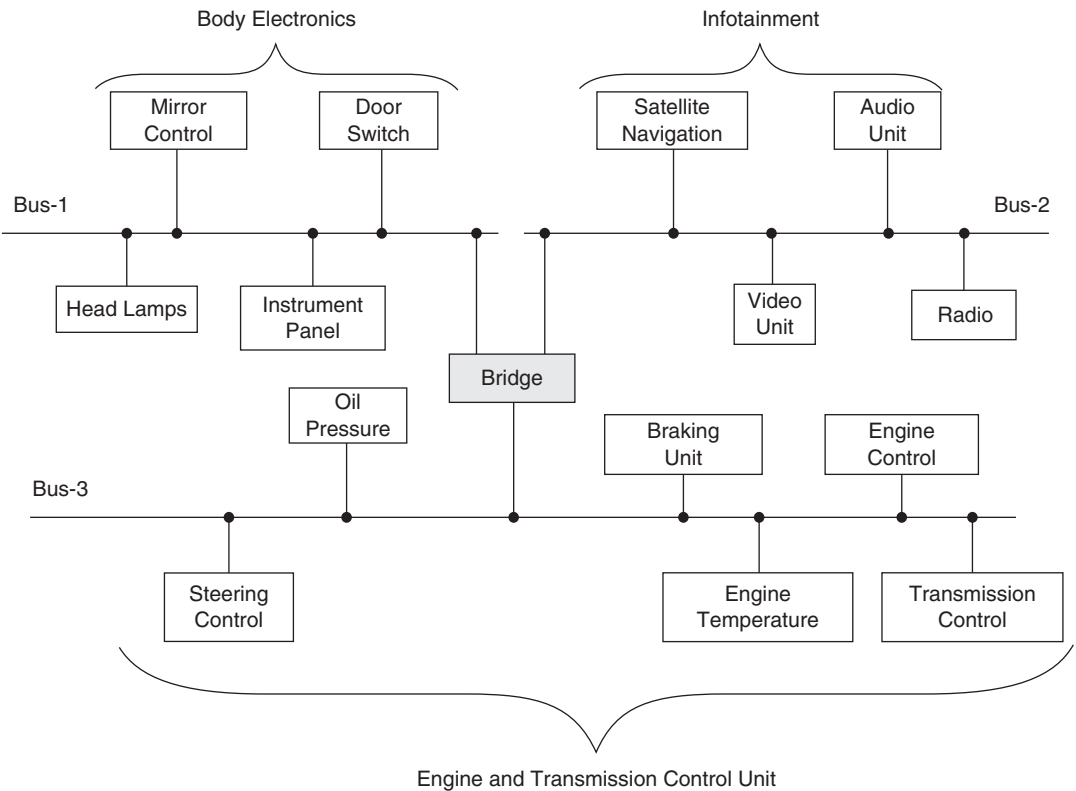 Body Electronics
Infotainment
Mirror
Control
Door
Switch
Satellite
Navigation
Audio
Unit
Bus-1
Bus-2
Head Lamps
Instrument
Panel
Video
Unit
Radio
Bridge
Oil
Pressure
Braking
Unit
Engine
Control
Bus-3
Steering
Control
Engine
Temperature
Transmission
Control
Engine and Transmission Control Unit